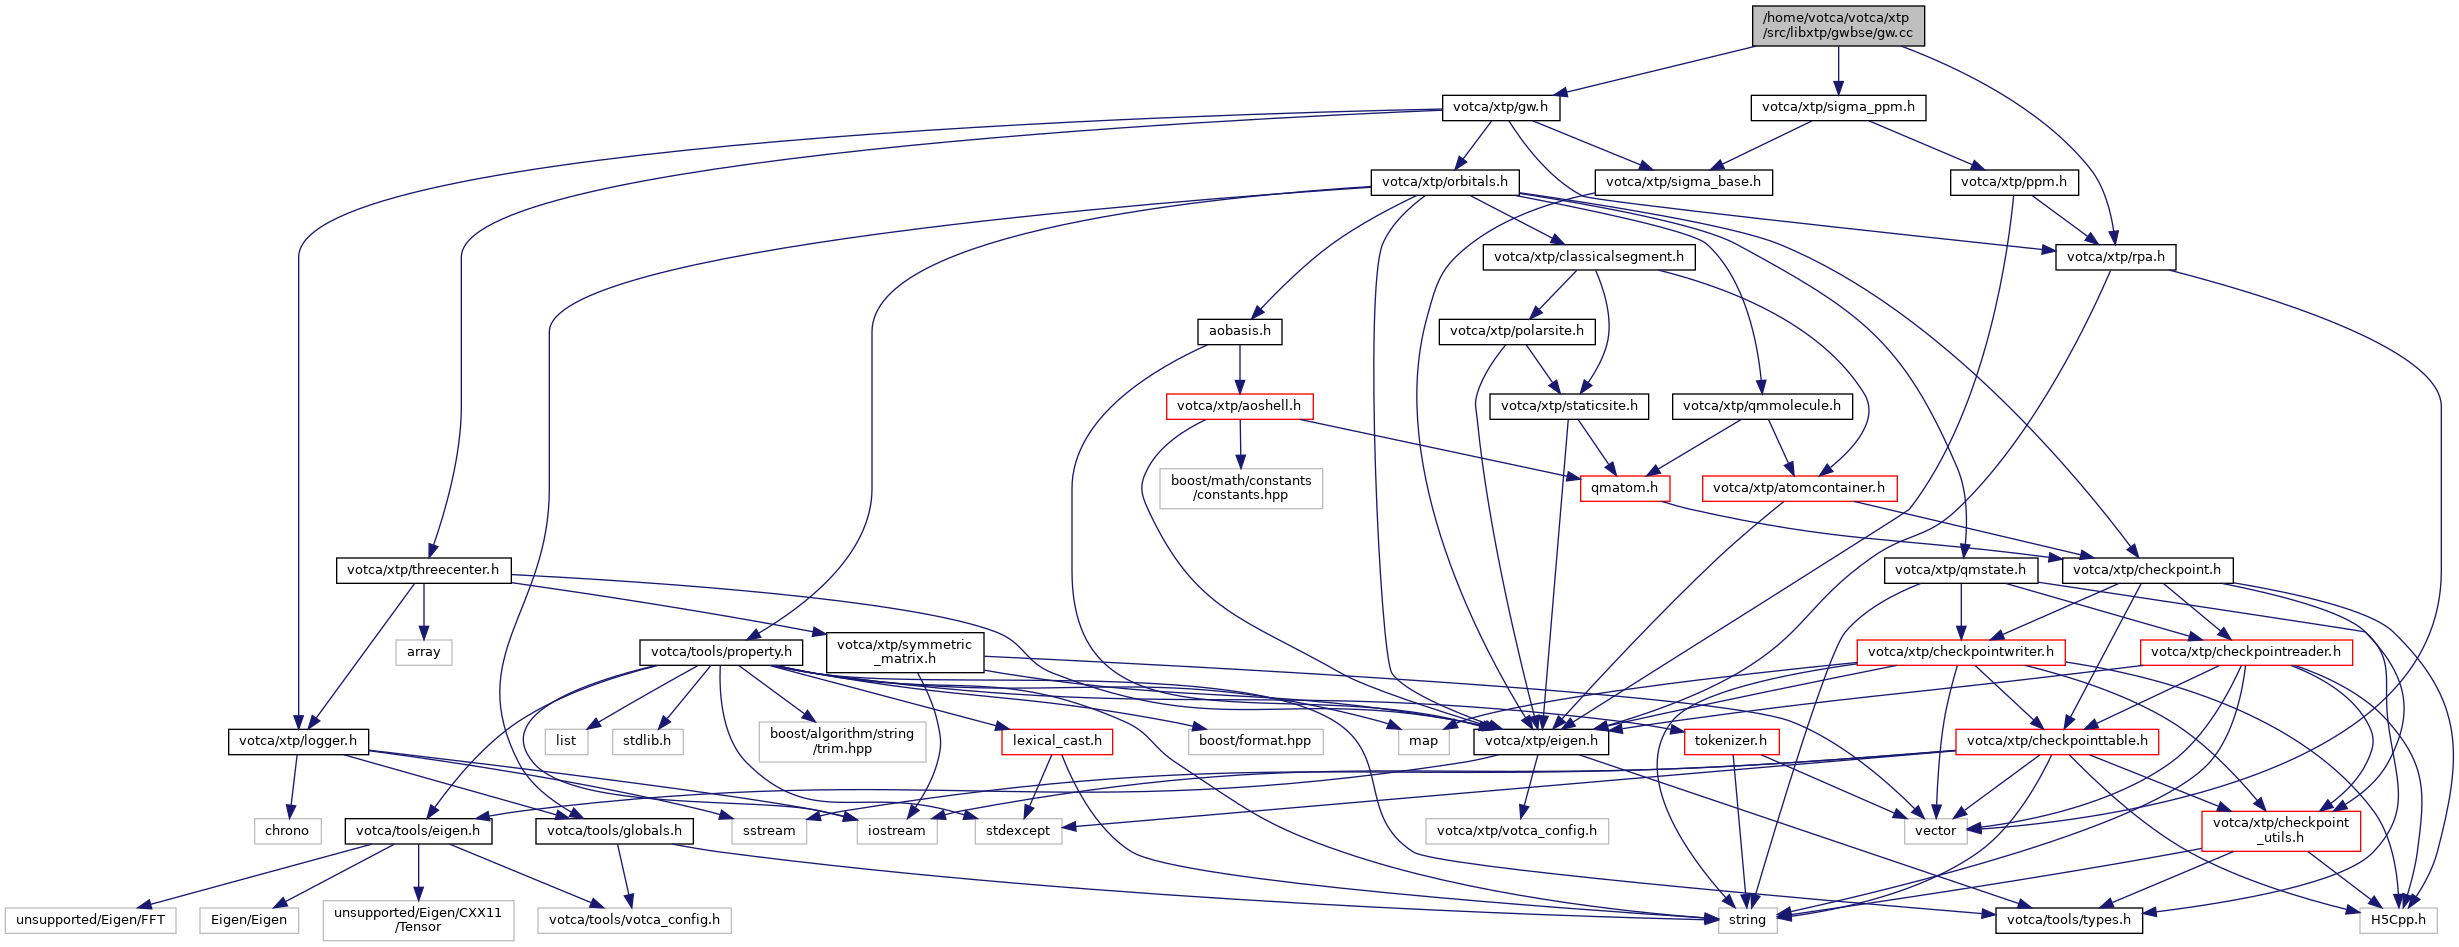 /home/votca/votca/xtp
/src/libxtp/gwbse/gw.cc
votca/xtp/gw.h
votca/xtp/sigma_ppm.h
votca/xtp/orbitals.h
votca/xtp/sigma_base.h
votca/xtp/ppm.h
votca/xtp/classicalsegment.h
votca/xtp/rpa.h
aobasis.h
votca/xtp/polarsite.h
votca/xtp/aoshell.h
votca/xtp/staticsite.h
votca/xtp/qmmolecule.h
boost/math/constants
/constants.hpp
qmatom.h
votca/xtp/atomcontainer.h
votca/xtp/threecenter.h
votca/xtp/qmstate.h
votca/xtp/checkpoint.h
array
votca/tools/property.h
votca/xtp/symmetric
_matrix.h
votca/xtp/checkpointwriter.h
votca/xtp/checkpointreader.h
votca/xtp/logger.h
list
stdlib.h
boost/algorithm/string
/trim.hpp
lexical_cast.h
boost/format.hpp
map
votca/xtp/eigen.h
tokenizer.h
votca/xtp/checkpointtable.h
chrono
votca/tools/eigen.h
votca/tools/globals.h
sstream
iostream
stdexcept
votca/xtp/votca_config.h
vector
votca/xtp/checkpoint
_utils.h
unsupported/Eigen/FFT
Eigen/Eigen
unsupported/Eigen/CXX11
/Tensor
votca/tools/votca_config.h
string
votca/tools/types.h
H5Cpp.h